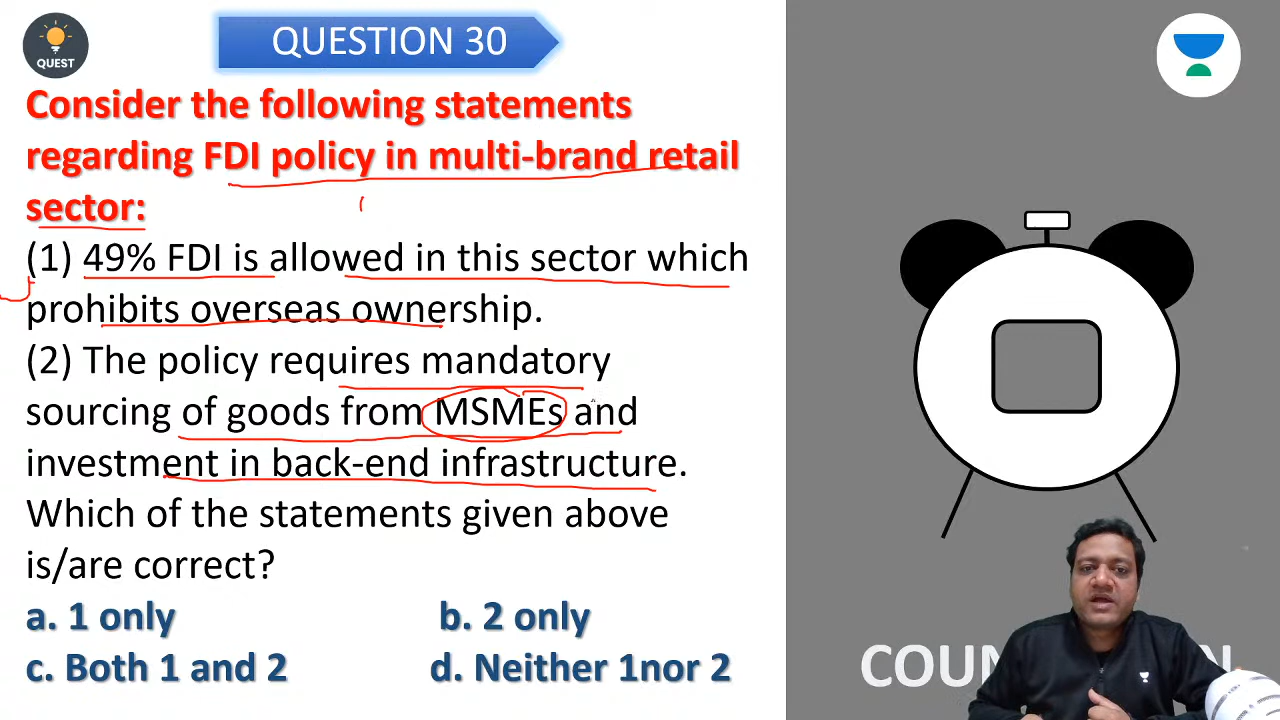 QUEST
QUESTION 30
Consider the following statements
regarding FDI policy in multi-brand retail
sector:
(1) 49% FDI is allowed in this sector which
prohibits overseas ownership.
(2) The policy requires mandatory
sourcing of goods from MSMEs and
investment in back-end infrastructure.
Which of the statements given above
is/are correct?
a. 1 only b. 2 only
c. Both 1 and 2 d. Neither 1nor 2